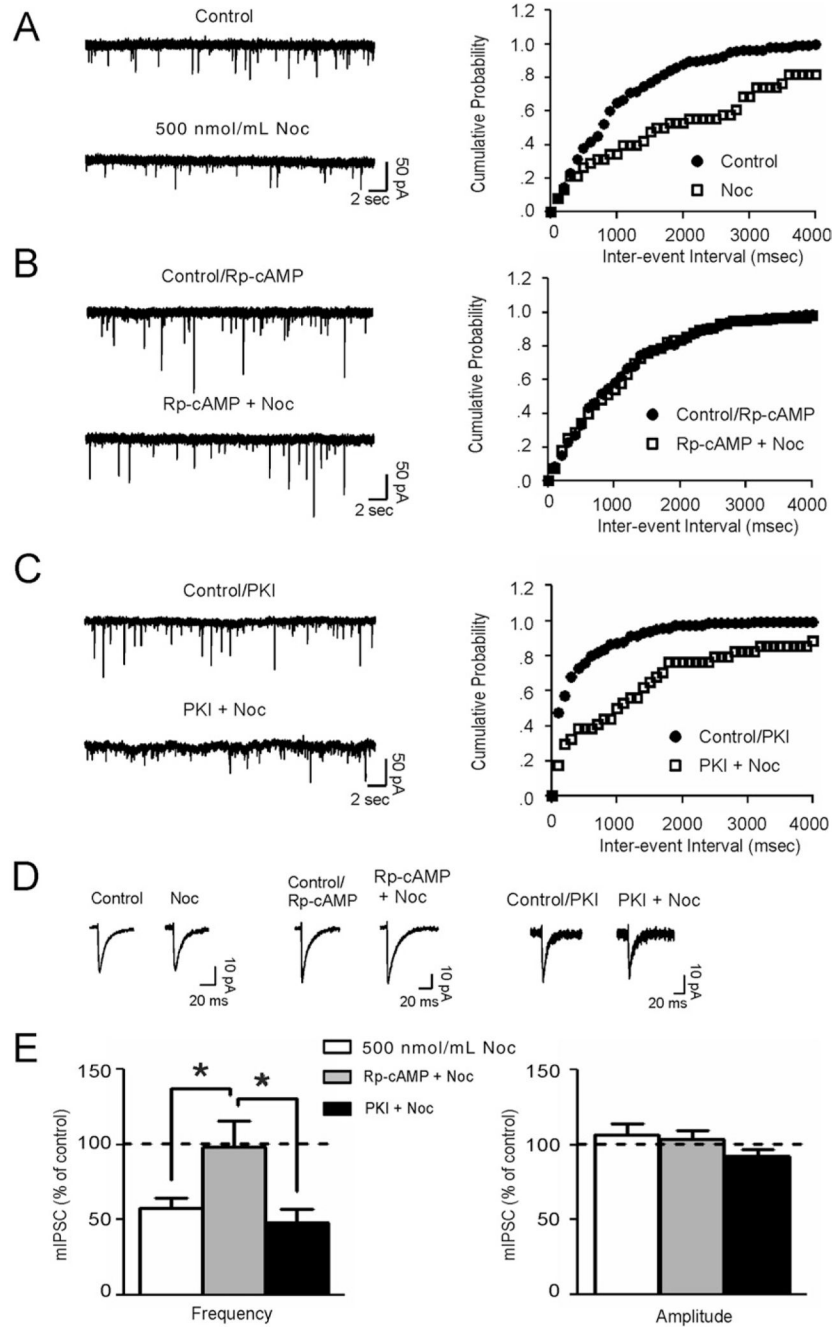 A
Control
500 nmol/mL Noc
50 pA
2 sec
Cumulative Probability
1.2
1.0
.8
.6
.4
.2
.0
Control
Noc
0 1000 2000 3000 4000
Inter-event Interval (msec)
B
Control/Rp-cAMP
Rp-cAMP + Noc
50 pA
2 sec
Cumulative Probability
1.2
1.0
.8
.6
.4
.2
.0
Control/Rp-cAMP
Rp-cAMP + Noc
0 1000 2000 3000 4000
Inter-event Interval (msec)
C
Control/PKI
PKI + Noc
50 pA
2 sec
Cumulative Probability
1.2
1.0
.8
.6
.4
.2
.0
Control/PKI
PKI + Noc
0 1000 2000 3000 4000
Inter-event Interval (msec)
D
Control
Noc
10 pA
20 ms
Control/
Rp-cAMP
Rp-cAMP
+ Noc
10 pA
20 ms
Control/PKI
PKI + Noc
10 pA
20 ms
E
mIPSC (% of control)
150
100
50
0
* *
Frequency
500 nmol/mL Noc
Rp-cAMP + Noc
PKI + Noc
mIPSC (% of control)
150
100
50
0
Amplitude